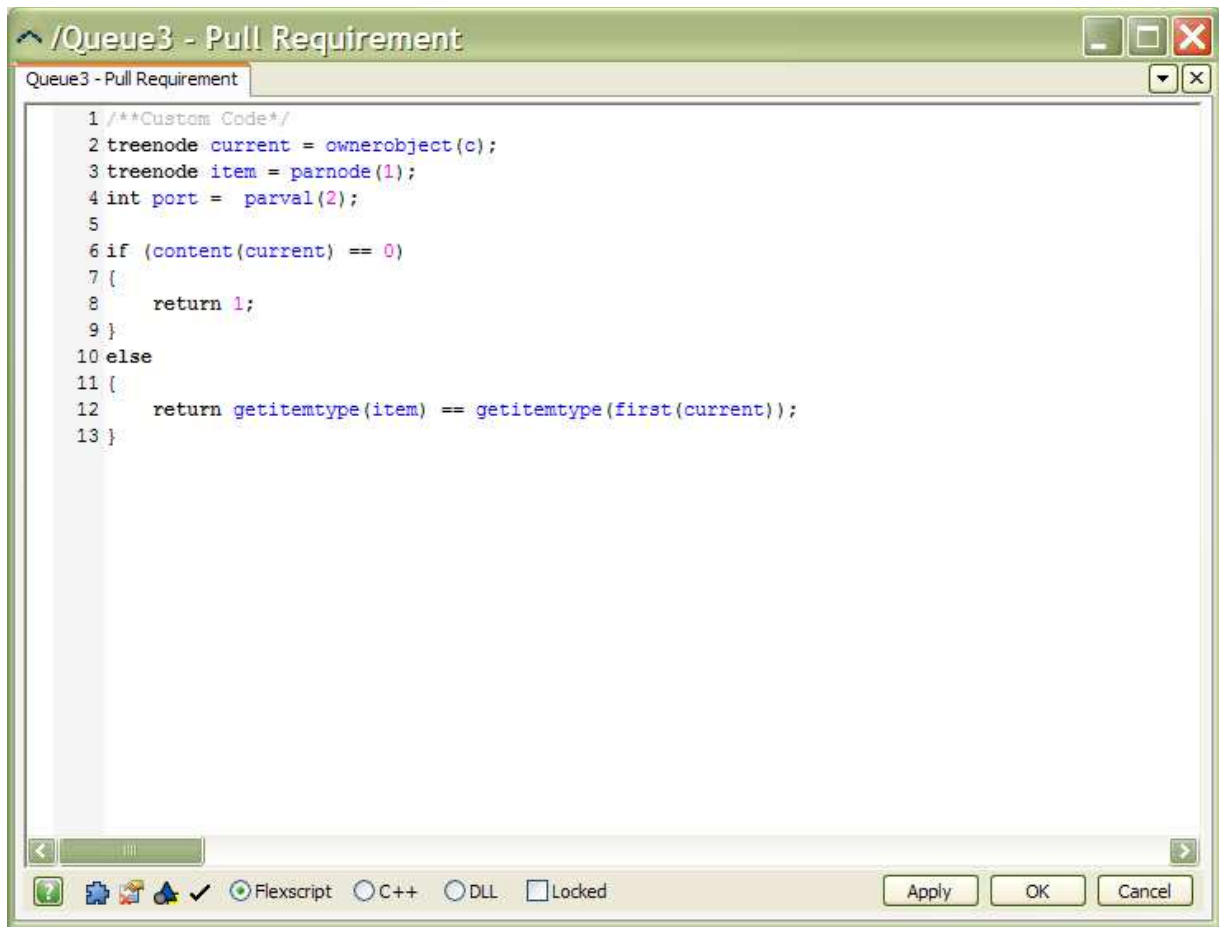 /Queue3 - Pull Requirement
Queue3 - Pull Requirement
1 /**Custom Code*/
2 treenode current = ownerobject(c);
3 treenode item = parnode(1);
4 int port =  parval(2);
5
6 if (content(current) == 0)
7 {
8     return 1;
9 }
10 else
11 {
12     return getitemtype(item) == getitemtype(first(current));
13 }
Flexscript C++ DLL Locked Apply OK Cancel